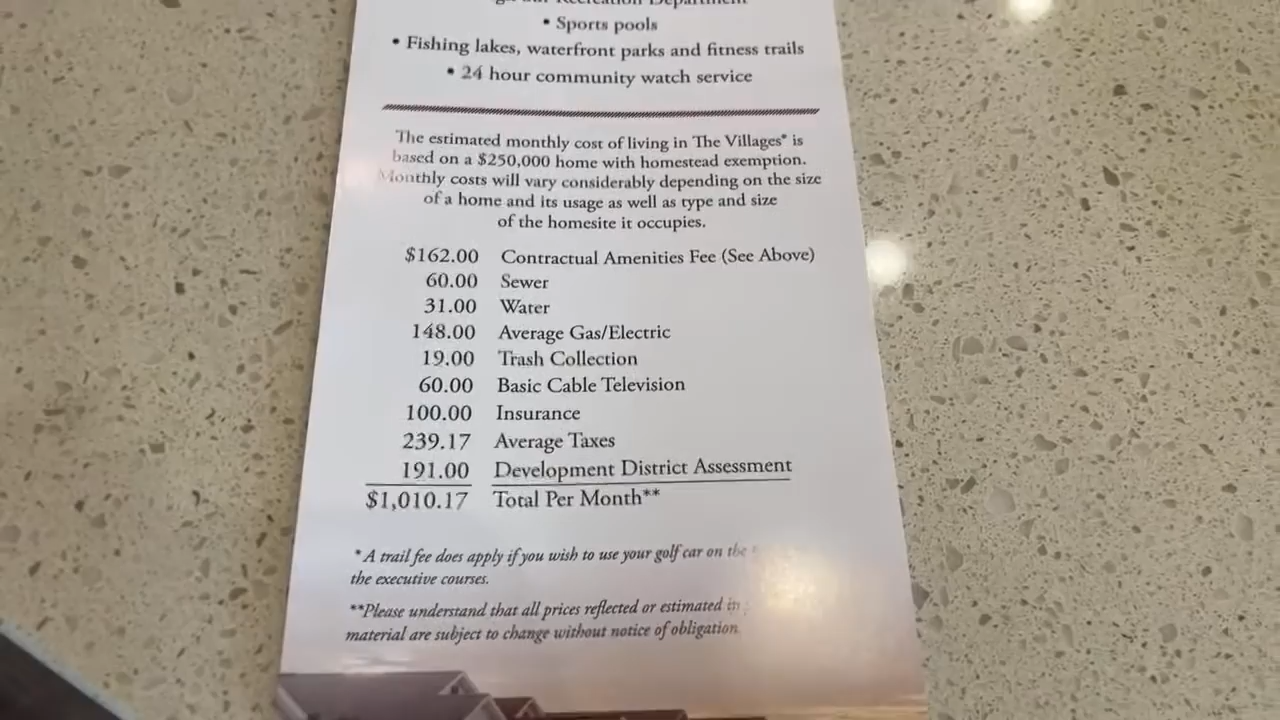 Recreation Department
• Sports pools
• Fishing lakes, waterfront parks and fitness trails
• 24 hour community watch service
The estimated monthly cost of living in The Villages* is
based on a $250,000 home with homestead exemption.
Monthly costs will vary considerably depending on the size
of a home and its usage as well as type and size
of the homesite it occupies.
$162.00 Contractual Amenities Fee (See Above)
60.00 Sewer
31.00 Water
148.00 Average Gas/Electric
19.00 Trash Collection
60.00 Basic Cable Television
100.00 Insurance
239.17 Average Taxes
191.00 Development District Assessment
$1,010.17 Total Per Month**
*A trail fee does apply if you wish to use your golf car on the
the executive courses.
**Please understand that all prices reflected or estimated in
material are subject to change without notice of obligation